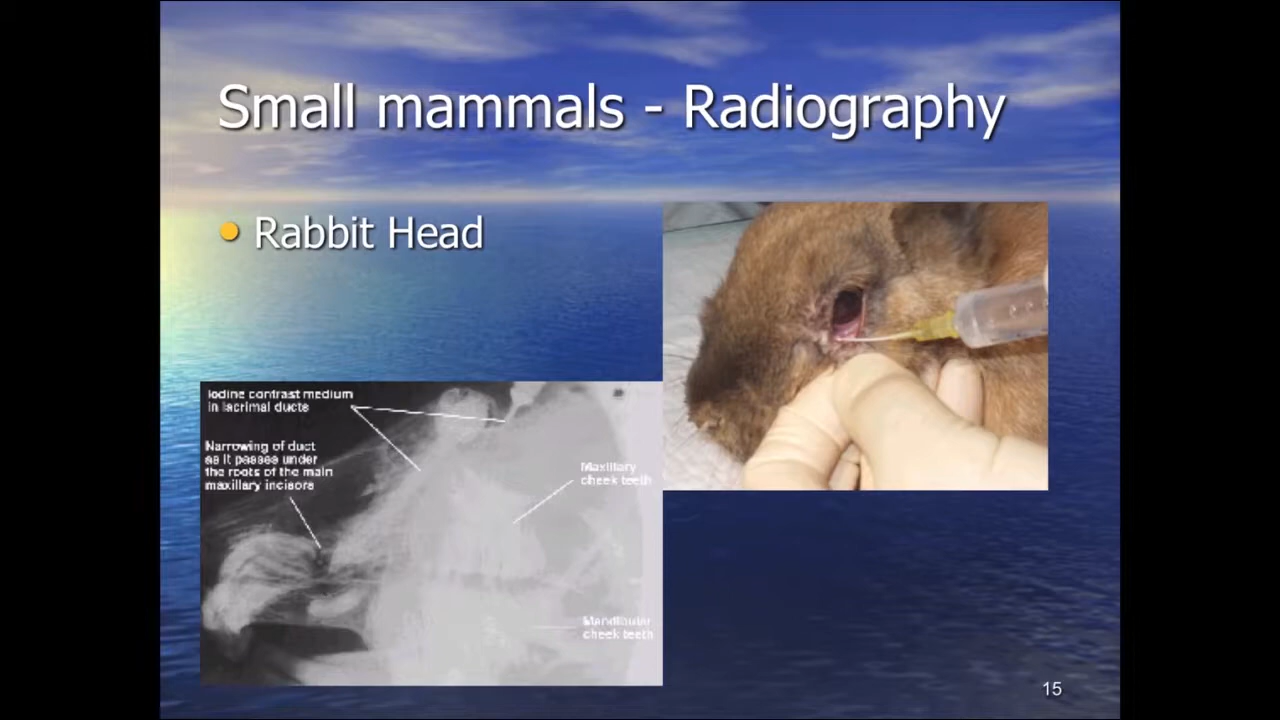 Small mammals - Radiography
Rabbit Head
Iodine contrast medium
in lacrimal ducts
Narrowing of duct
as it passes under
the roots of the main
maxillary incisors
Maxillary
cheek teeth
Mandibular
cheek teeth
15